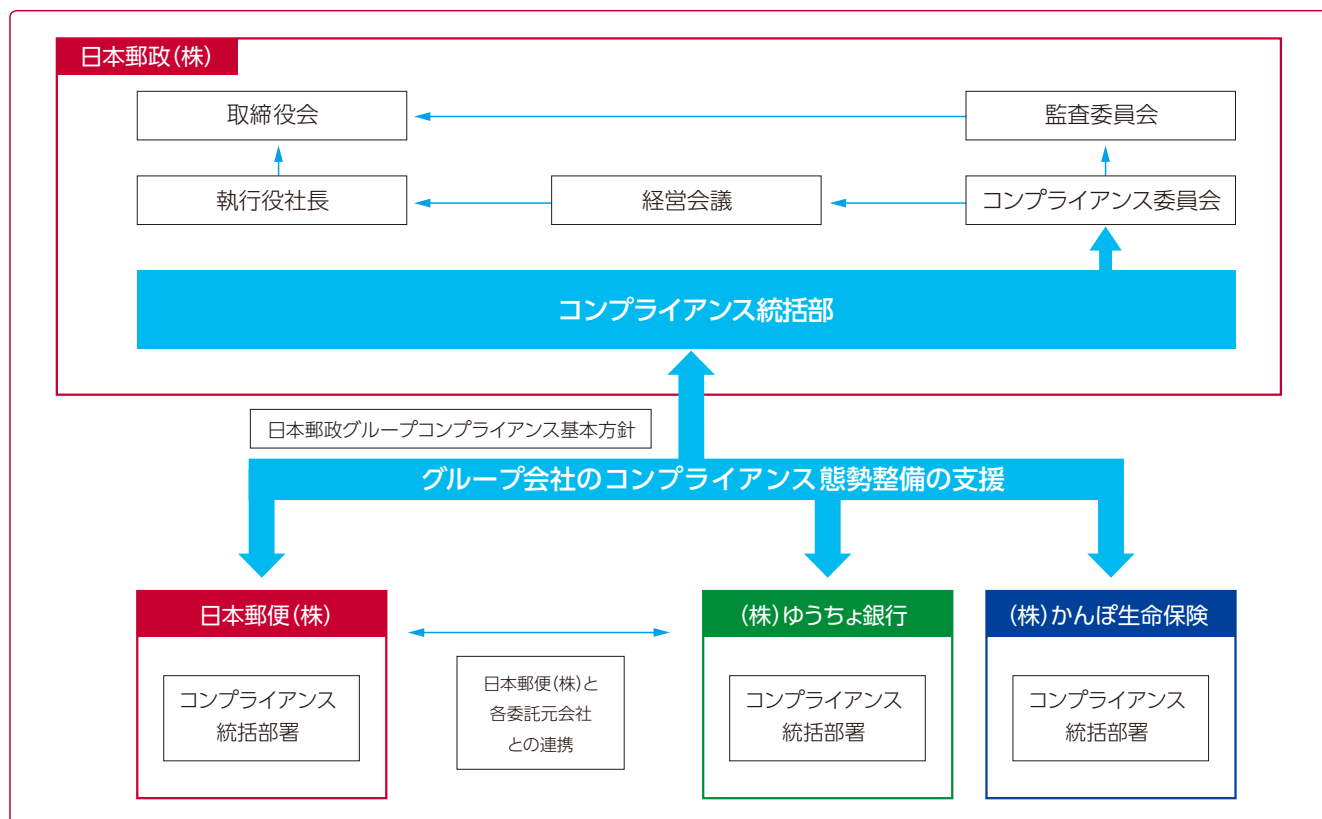 日本郵政(株)
取締役会
監査委員会
執行役社長
経営会議
コンプライアンス委員会
コンプライアンス統括部
日本郵政グループコンプライアンス基本方針
グループ会社のコンプライアンス態勢整備の支援
日本郵便(株)
(株)ゆうちょ銀行
(株)かんぽ生命保険
コンプライアンス
統括部署
日本郵便(株)と
各委託元会社
との連携
コンプライアンス
統括部署
コンプライアンス
統括部署